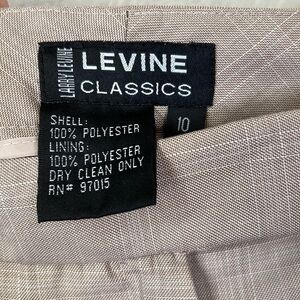 LARRY LEVINE
LEVINE
CLASSICS
10
SHELL:
100% POLYESTER
LINING:
100% POLYESTER
DRY CLEAN ONLY
RN# 97015